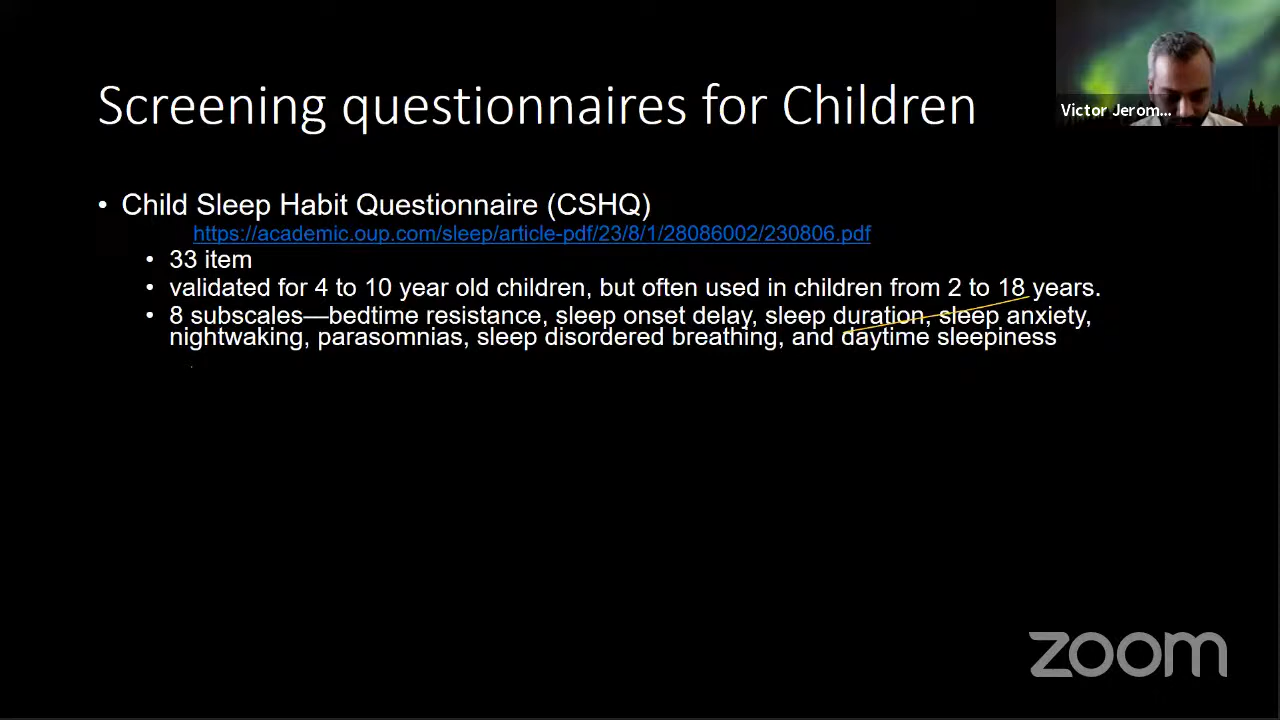 Screening questionnaires for Children
Victor Jerom...
• Child Sleep Habit Questionnaire (CSHQ)
https://academic.oup.com/sleep/article-pdf/23/8/1/28086002/230806.pdf
• 33 item
• validated for 4 to 10 year old children, but often used in children from 2 to 18 years.
• 8 subscales—bedtime resistance, sleep onset delay, sleep duration, sleep anxiety,
nightwaking, parasomnias, sleep disordered breathing, and daytime sleepiness
zoom